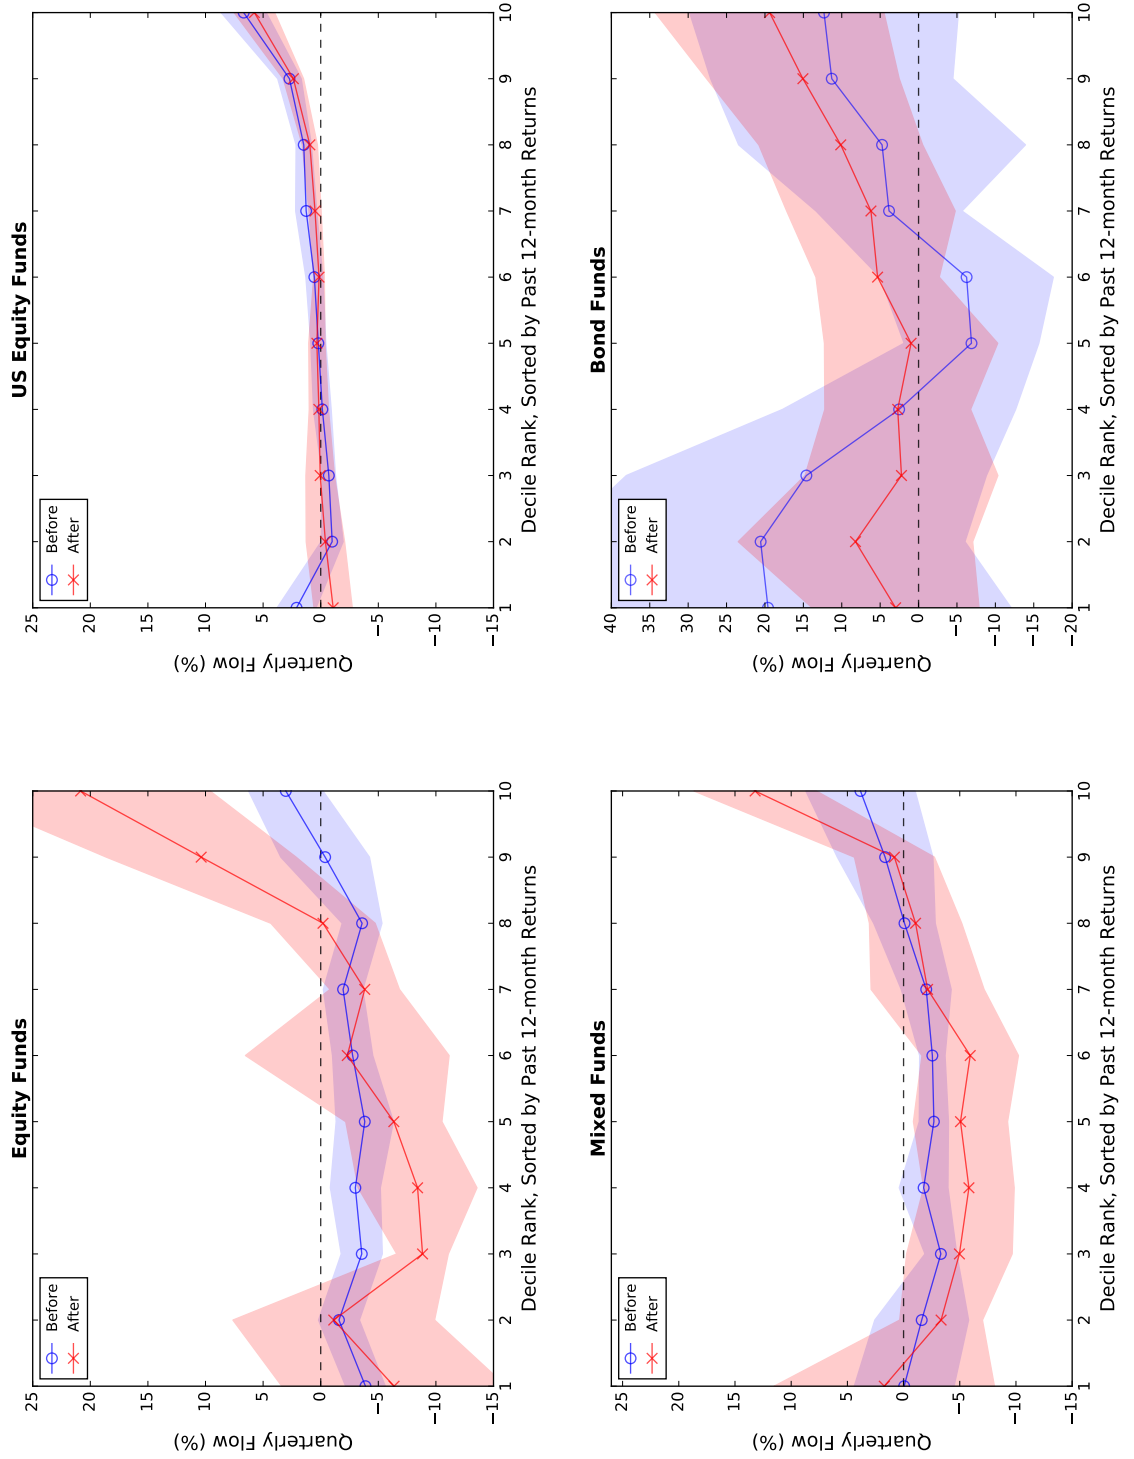 Equity Funds
Before
After
25
20
15
10
5
0
−5
−10
−15
Quarterly Flow (%)
1 2 3 4 5 6 7 8 9 10
Decile Rank, Sorted by Past 12-month Returns
US Equity Funds
Before
After
25
20
15
10
5
0
−5
−10
−15
Quarterly Flow (%)
1 2 3 4 5 6 7 8 9 10
Decile Rank, Sorted by Past 12-month Returns
Mixed Funds
Before
After
25
20
15
10
5
0
−5
−10
−15
Quarterly Flow (%)
1 2 3 4 5 6 7 8 9 10
Decile Rank, Sorted by Past 12-month Returns
Bond Funds
Before
After
40
35
30
25
20
15
10
5
0
−5
−10
−15
−20
Quarterly Flow (%)
1 2 3 4 5 6 7 8 9 10
Decile Rank, Sorted by Past 12-month Returns